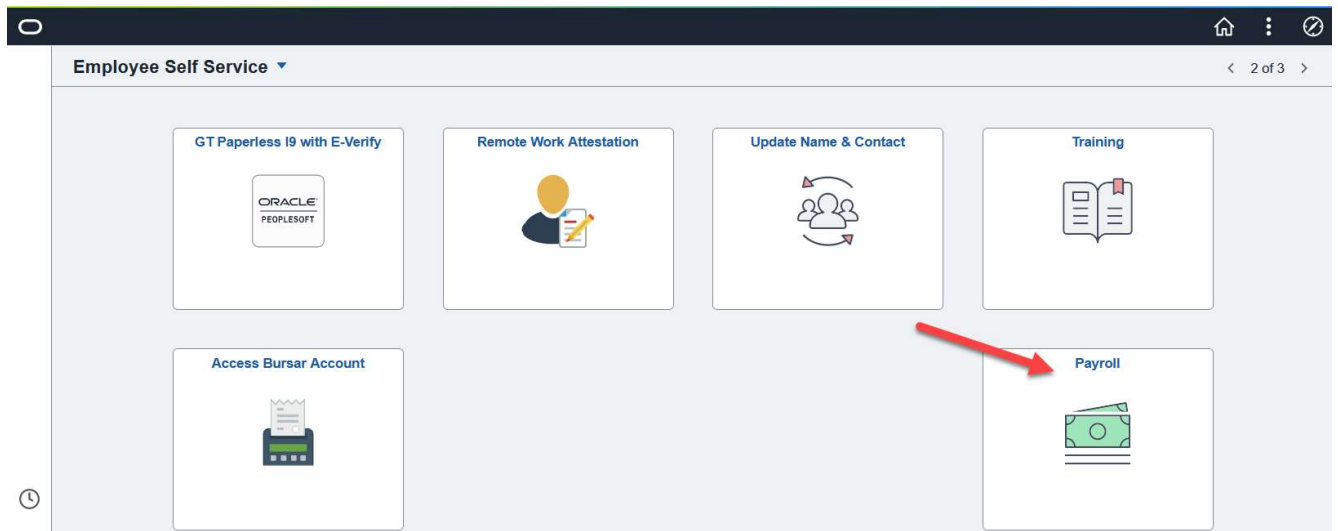 Employee Self Service
2 of 3
GT Paperless I9 with E-Verify
Remote Work Attestation
Update Name & Contact
Training
ORACLE
PEOPLESOFT
Access Bursar Account
Payroll